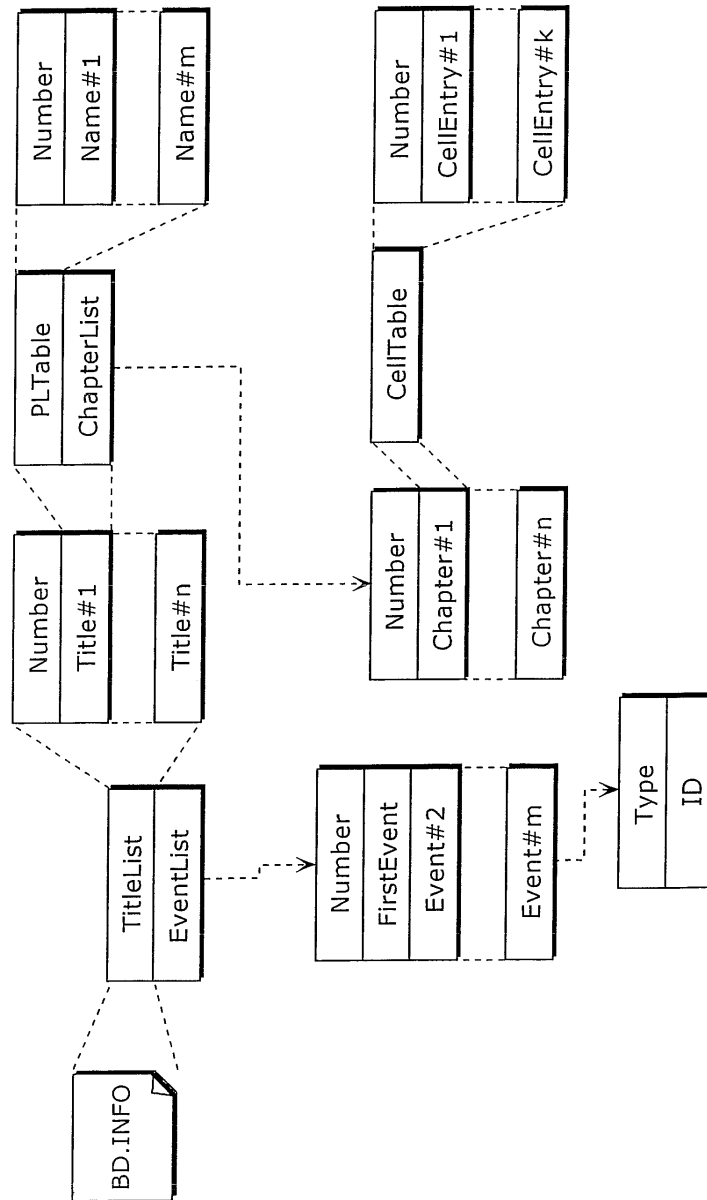 BD.INFO
TitleList
EventList
Number
Title#1
Title#n
PLTable
ChapterList
Number
Name#1
Name#m
Number
FirstEvent
Event#2
Event#m
Type
ID
Number
Chapter#1
Chapter#n
CellTable
Number
CellEntry#1
CellEntry#k